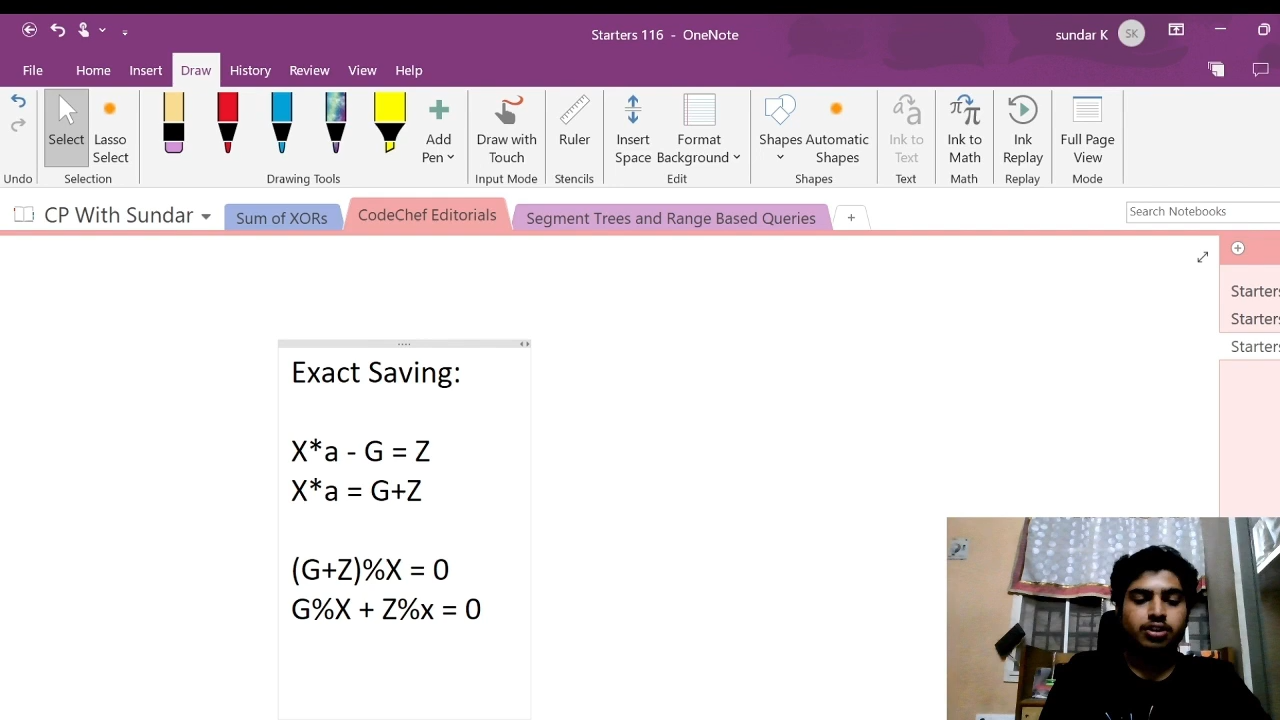 Starters 116 - OneNote
sundar K
SK
File
Home
Insert
Draw
History
Review
View
Help
Select
Lasso
Select
Add
Pen
Draw with
Touch
Ruler
Insert
Space
Format
Background
Shapes
Automatic
Shapes
Ink to
Text
Ink to
Math
Ink
Replay
Full Page
View
Undo
Selection
Drawing Tools
Input Mode
Stencils
Edit
Shapes
Text
Math
Replay
Mode
CP With Sundar
Sum of XORs
CodeChef Editorials
Segment Trees and Range Based Queries
Search Notebooks
Starters
Starters
Starters
Exact Saving:
X*a - G = Z
X*a = G+Z
(G+Z)%X = 0
G%X + Z%x = 0